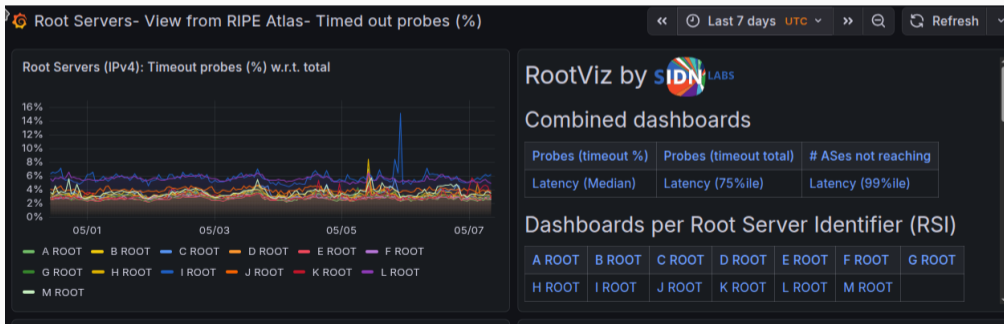 Root Servers- View from RIPE Atlas- Timed out probes (%)
Last 7 days UTC
Refresh
Root Servers (IPv4): Timeout probes (%) w.r.t. total
16%
14%
12%
10%
8%
6%
4%
2%
0%
05/01 05/03 05/05 05/07
A ROOT B ROOT C ROOT D ROOT E ROOT F ROOT
G ROOT H ROOT I ROOT J ROOT K ROOT L ROOT
M ROOT
RootViz by SIDN LABS
Combined dashboards
Probes (timeout %) Probes (timeout total) # ASes not reaching
Latency (Median) Latency (75%ile) Latency (99%ile)
Dashboards per Root Server Identifier (RSI)
A ROOT B ROOT C ROOT D ROOT E ROOT F ROOT G ROOT
H ROOT I ROOT J ROOT K ROOT L ROOT M ROOT